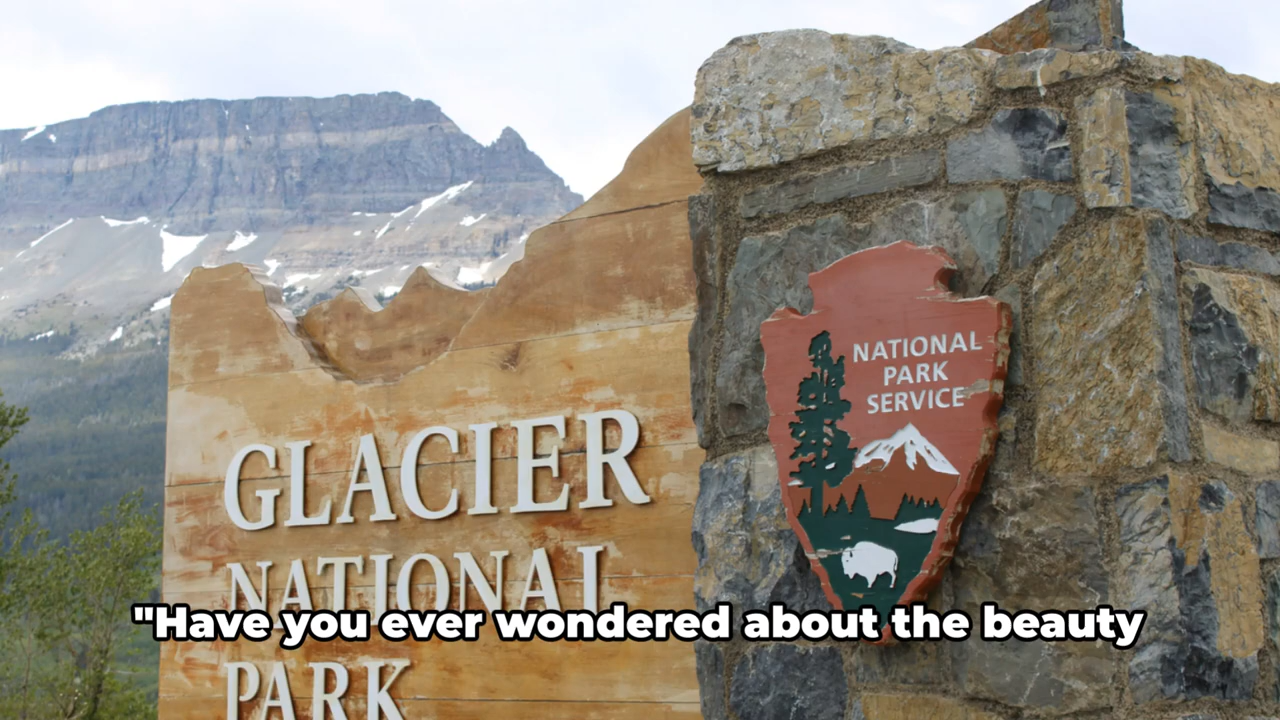 GLACIER
NATIONAL
PARK
NATIONAL
PARK
SERVICE
"Have you ever wondered about the beauty